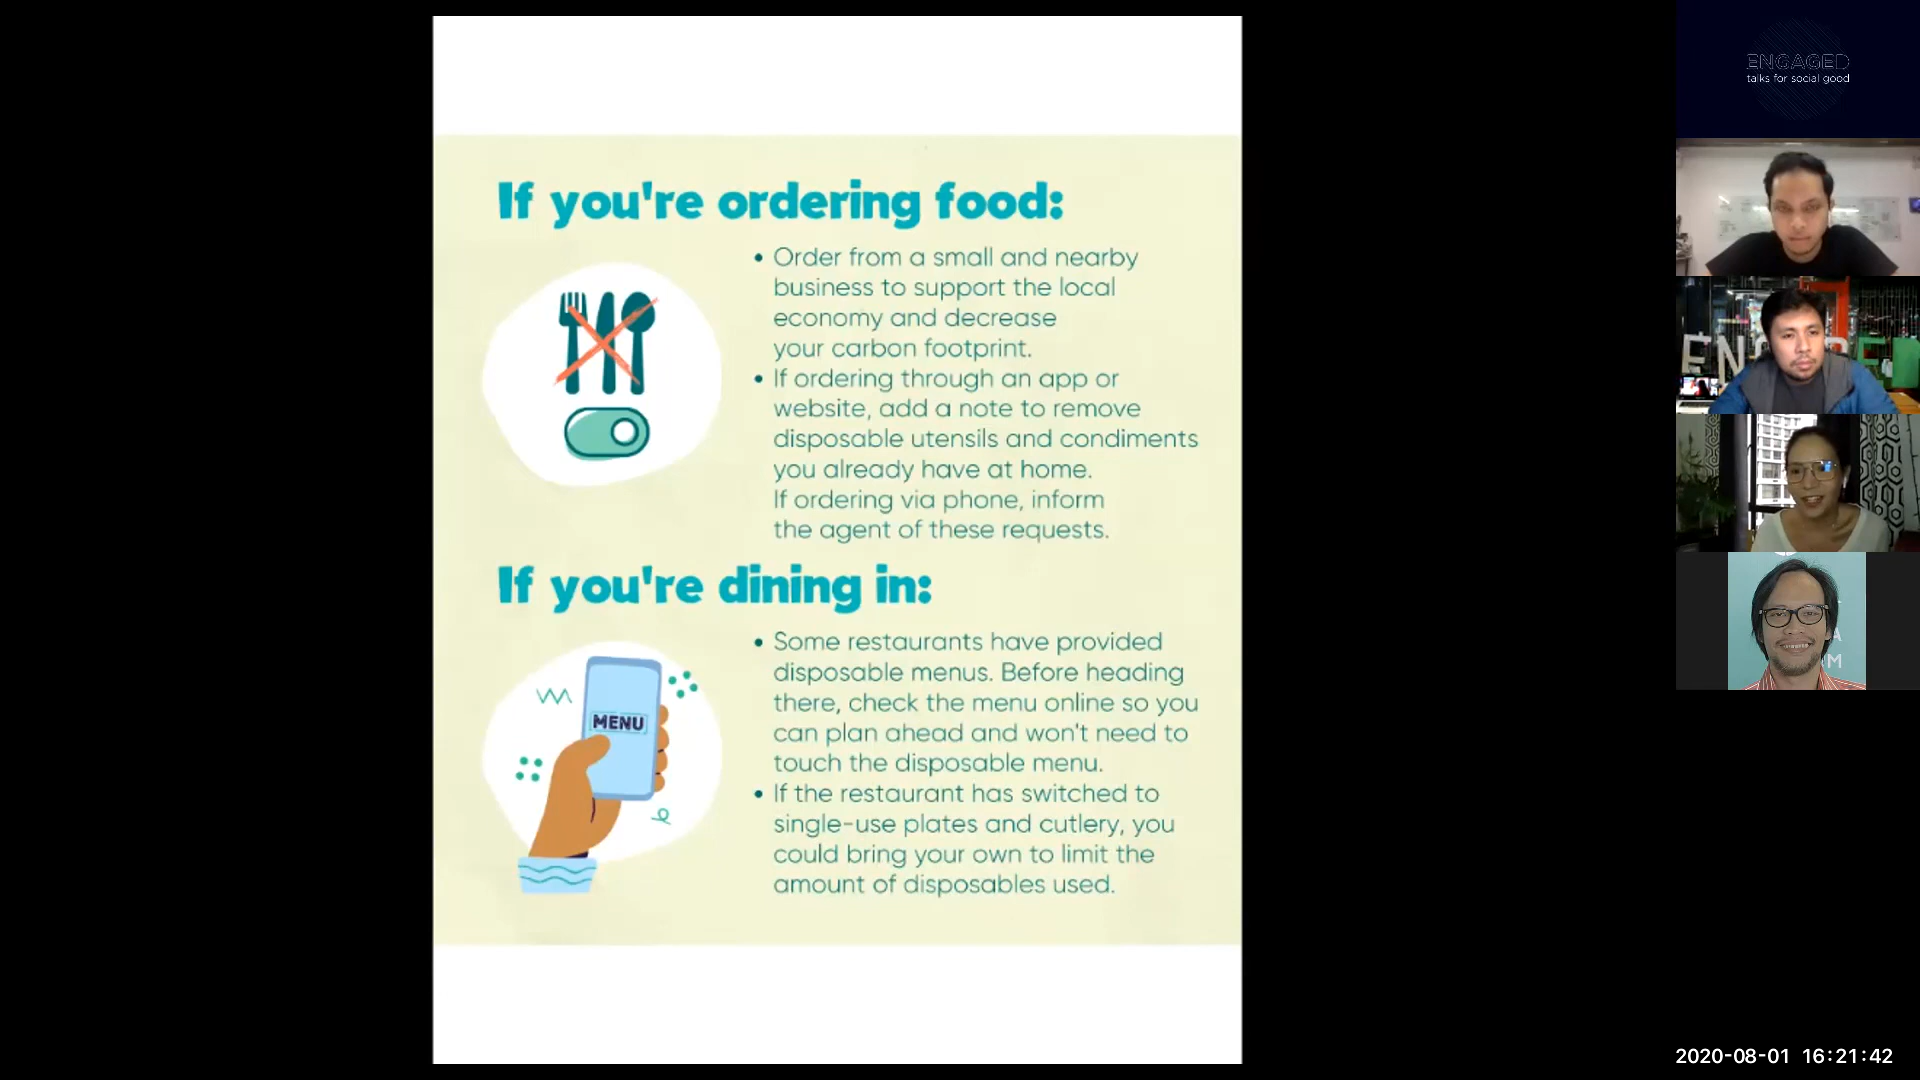 If you're ordering food:
• Order from a small and nearby
business to support the local
economy and decrease
your carbon footprint.
• If ordering through an app or
website, add a note to remove
disposable utensils and condiments
you already have at home.
If ordering via phone, inform
the agent of these requests.
If you're dining in:
MENU
• Some restaurants have provided
disposable menus. Before heading
there, check the menu online so you
can plan ahead and won't need to
touch the disposable menu.
• If the restaurant has switched to
single-use plates and cutlery, you
could bring your own to limit the
amount of disposables used.
ENGAGED
talks for social good
2020-08-01 16:21:42